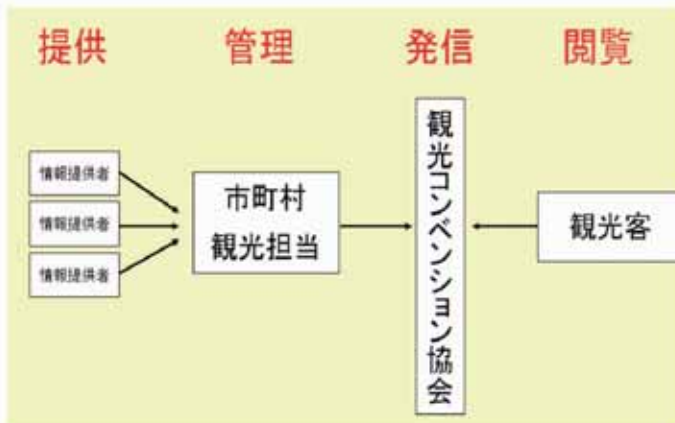 提供 管理 発信 閲覧
情報提供者
情報提供者
情報提供者
市町村
観光担当
観光コンベンション協会
観光客